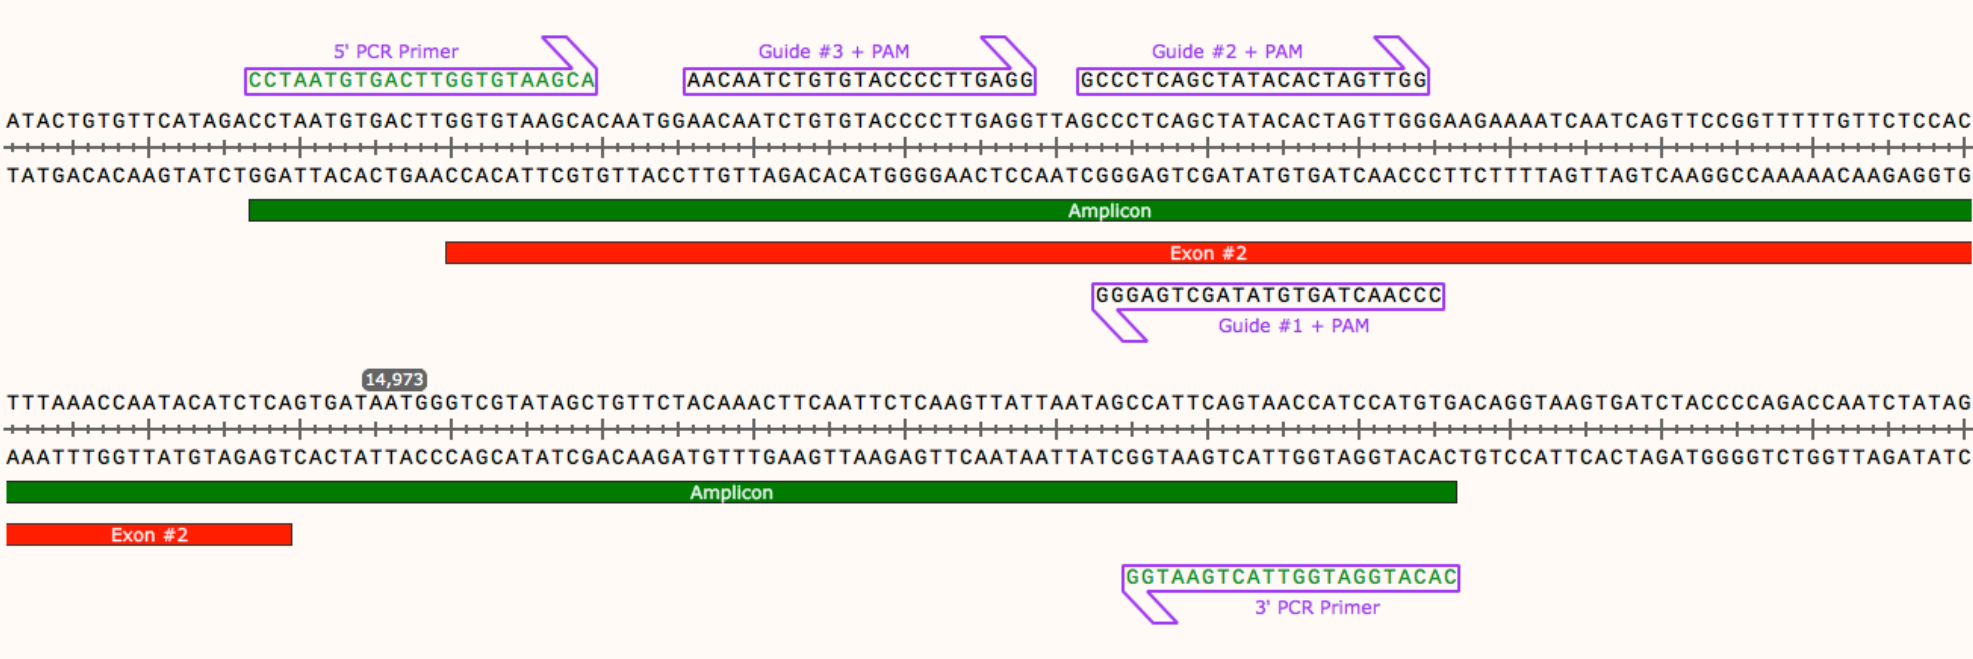 5' PCR Primer Guide #3 + PAM Guide #2 + PAM
CCTAATGTGACTTGGTGTAAGCA AACAATCTGTGTACCCCTTGAGG GCCCTCAGCTATACACTAGTTGG
ATACTGTGTTCATAGACCTAATGTGACTTGGTGTAAGCACAATGGAACAATCTGTGTACCCCTTGAGGTTAGCCCTCAGCTATACACTAGTTGGGAAGAAAATCAATCAGTTCCGGTTTTTGTTCTCCAC
TATGACACAAGTATCTGGATTACACTGAACCACATTCGTGTTACCTTGTTAGACACATGGGGAACTCCAATCGGGAGTCGATATGTGATCAACCCTTCTTTTAGTTAGTCAAGGCCAAAAACAAGAGGTG
Amplicon
Exon #2
GGGAGTCGATATGTGATCAACCC
Guide #1 + PAM
14,973
TTTAAACCAATACATCTCAGTGATAATGGGTCGTATAGCTGTTCTACAAACTTCAATTCTCAAGTTATTAATAGCCATTCAGTAACCATCCATGTGACAGGTAAGTGATCTACCCCAGACCAATCTATAG
AAATTTGGTTATGTAGAGTCACTATTACCCAGCATATCGACAAGATGTTTGAAGTTAAGAGTTCAATAATTATCGGTAAGTCATTGGTAGGTACACTGTCCATTCACTAGATGGGGTCTGGTTAGATATC
Amplicon
Exon #2
GGTAAGTCATTGGTAGGTACAC
3' PCR Primer